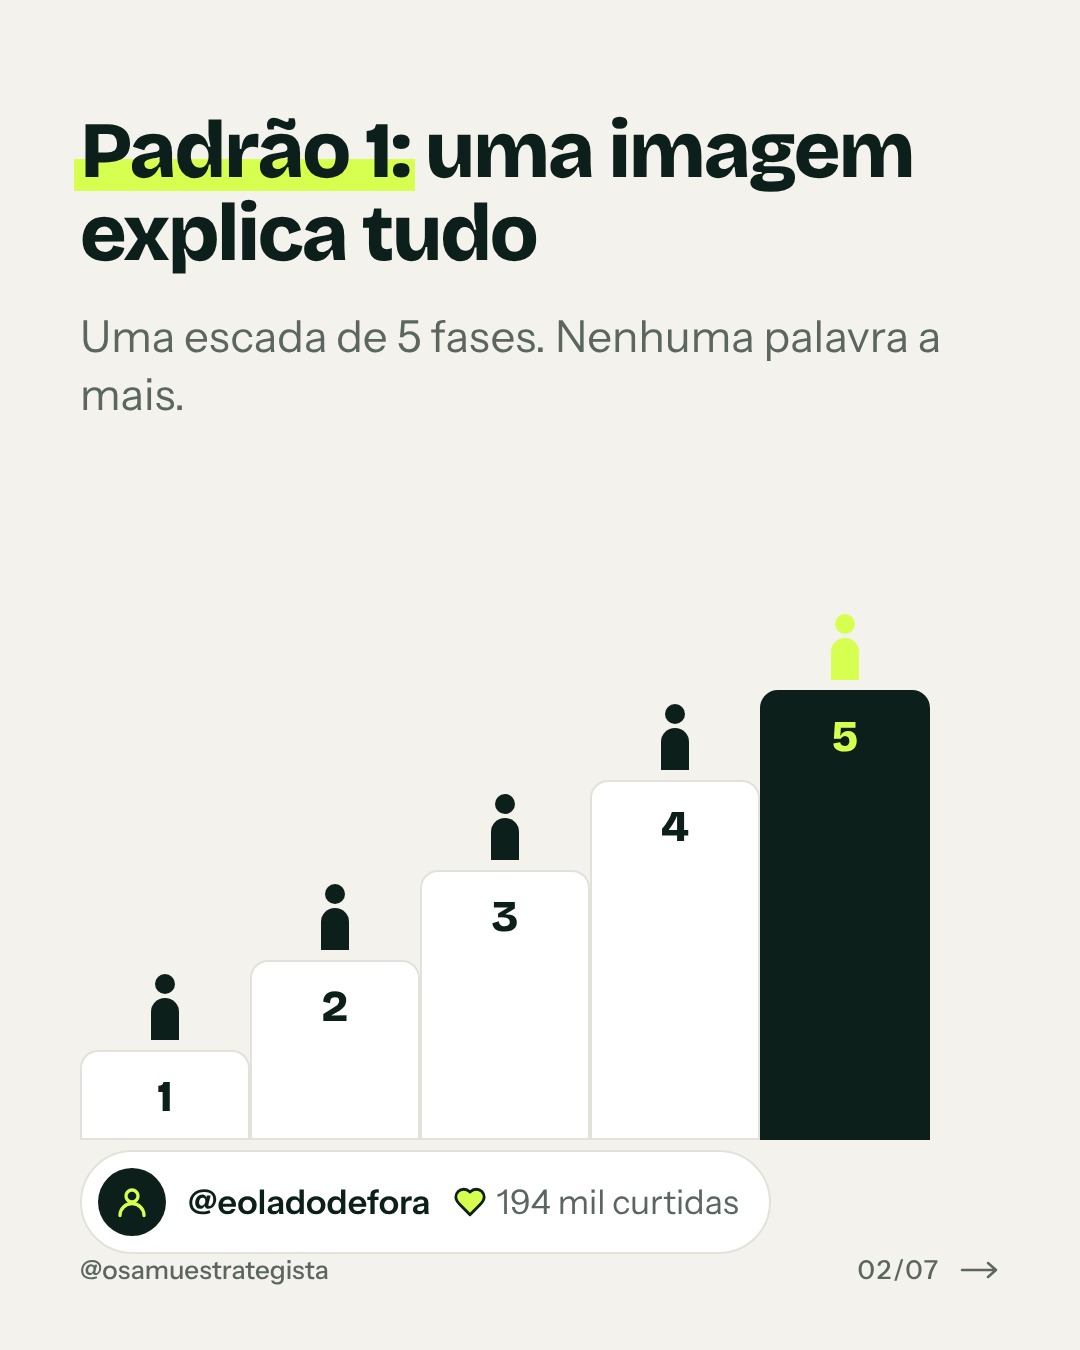 Padrão 1: uma imagem
explica tudo
Uma escada de 5 fases. Nenhuma palavra a
mais.
5
4
3
2
1
@eoladodefora 194 mil curtidas
@osamuestrategista 02/07 →